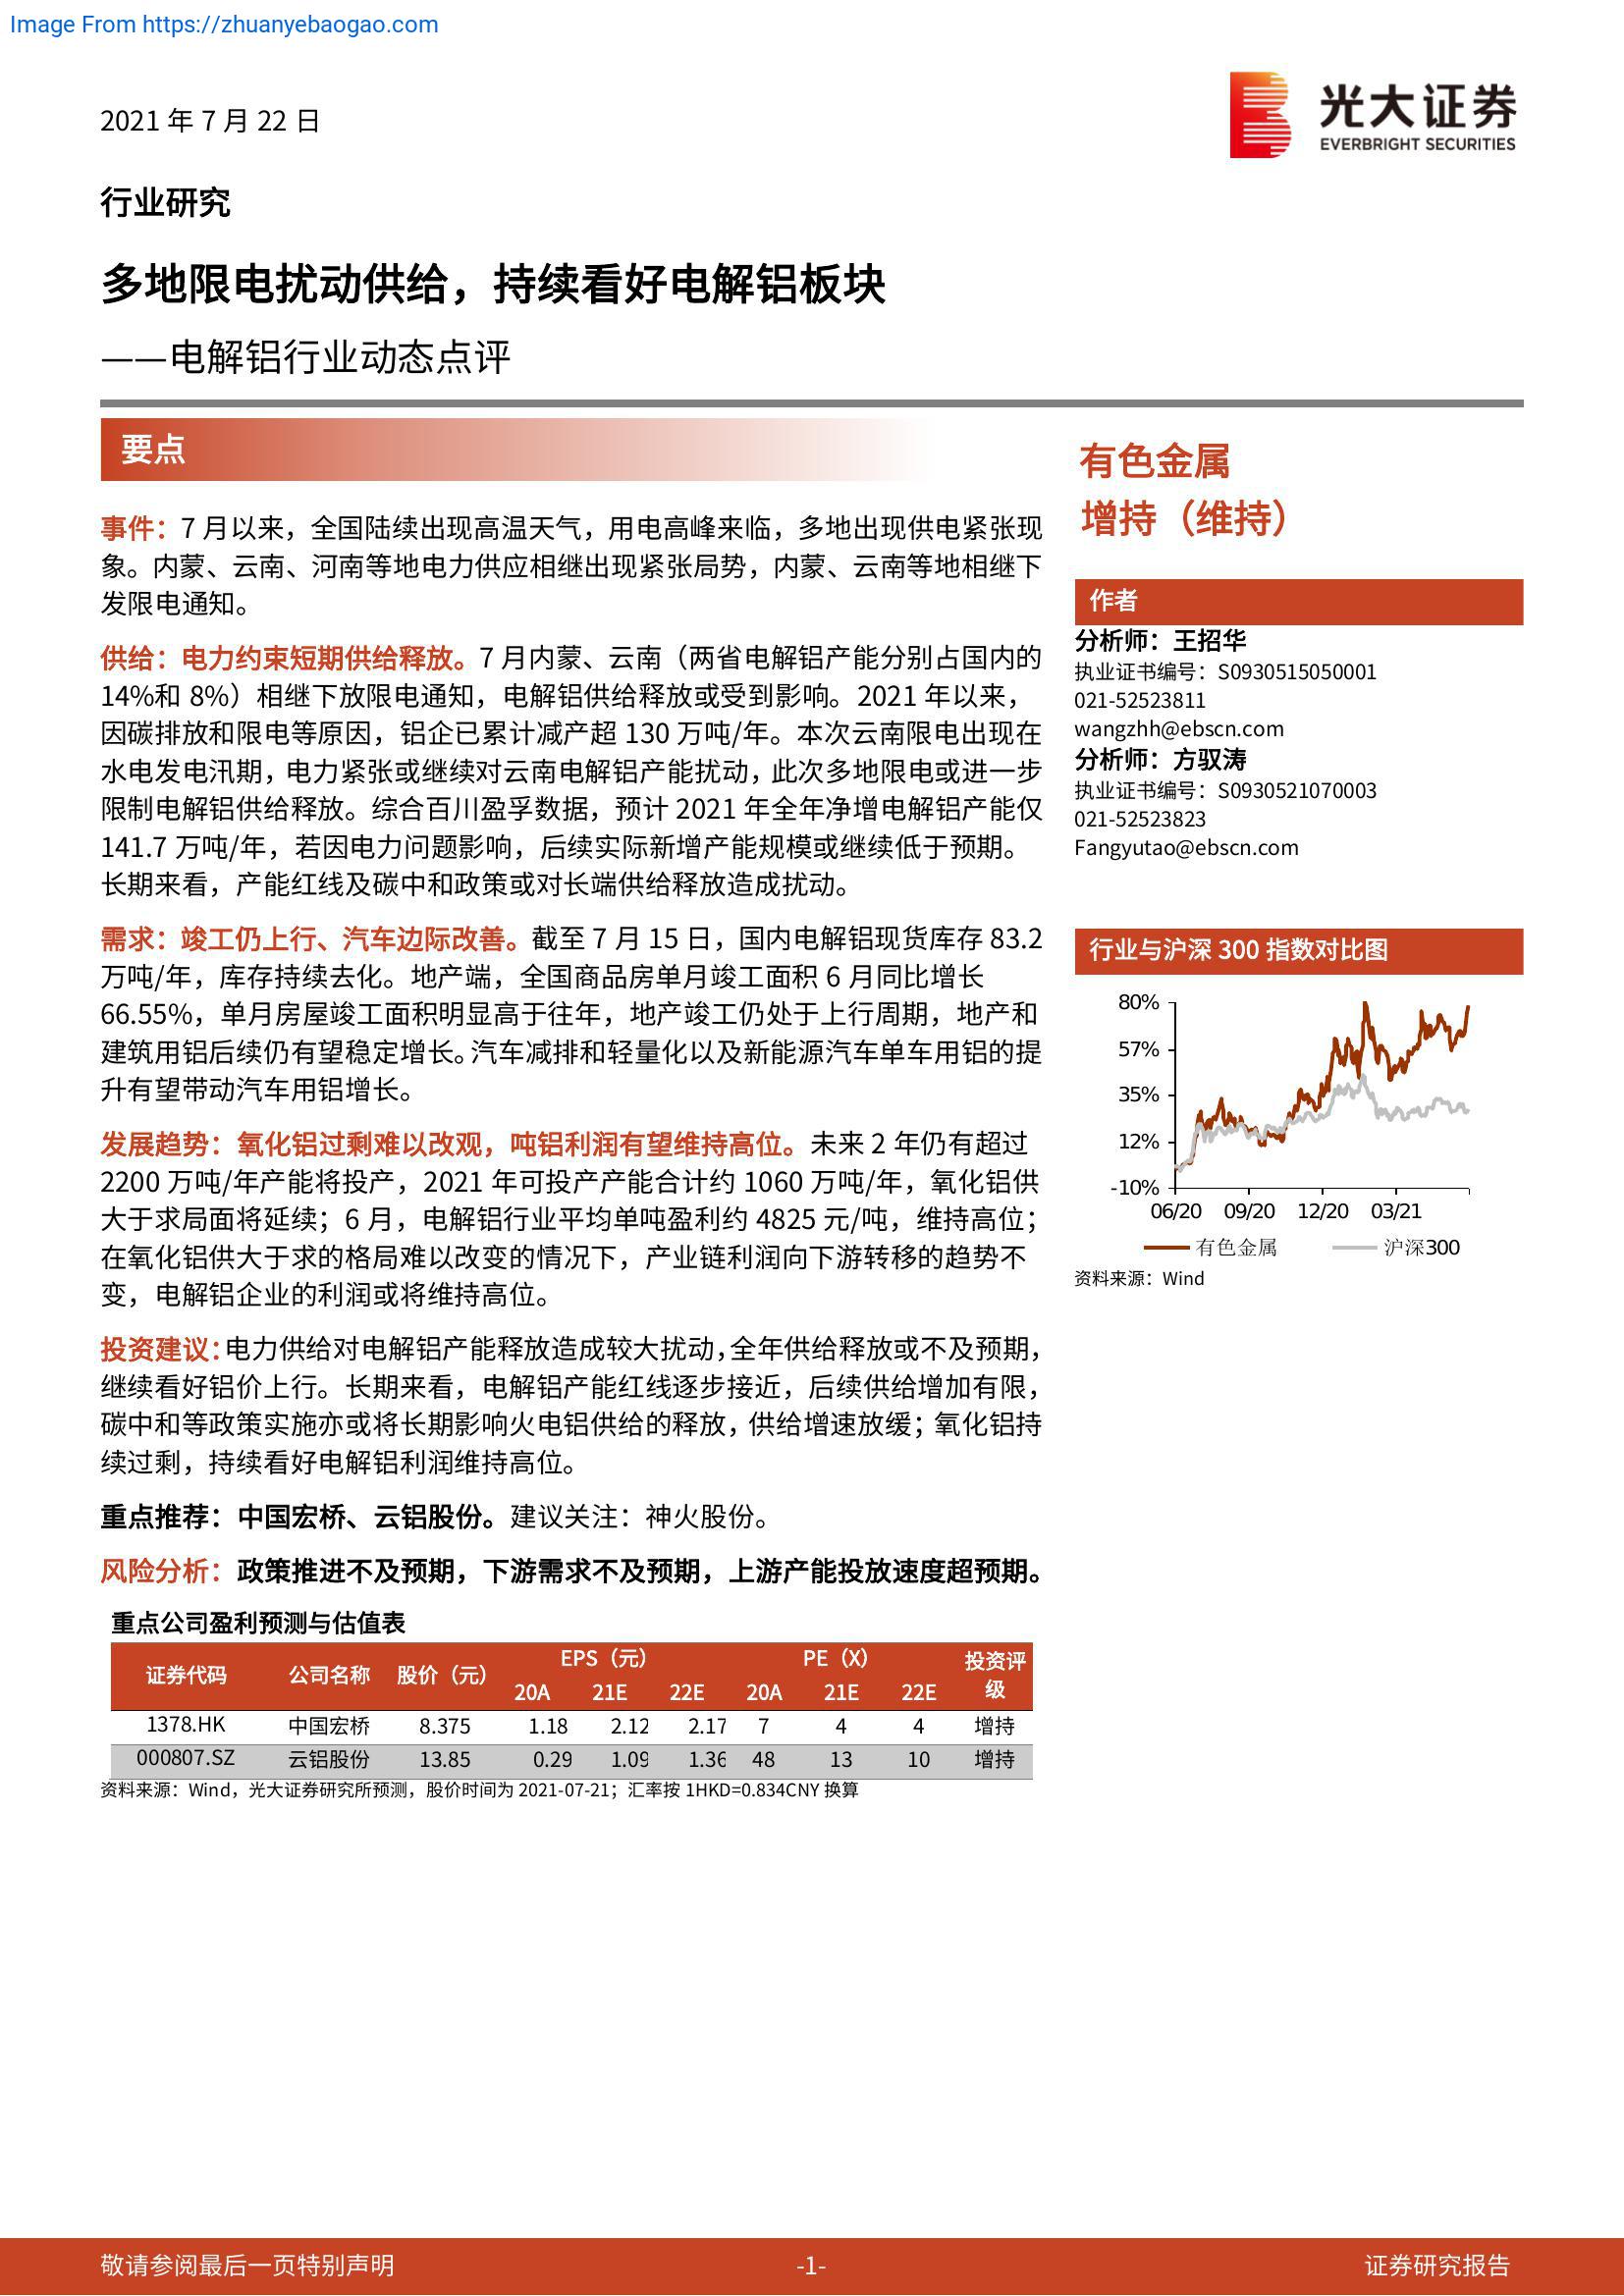 Image From https://zhuanyebaogao.com
2021 年 7 月 22 日
光大证券
EVERBRIGHT SECURITIES
行业研究
多地限电扰动供给，持续看好电解铝板块
——电解铝行业动态点评
要点
事件：7 月以来，全国陆续出现高温天气，用电高峰来临，多地出现供电紧张现
象。内蒙、云南、河南等地电力供应相继出现紧张局势，内蒙、云南等地相继下
发限电通知。
供给：电力约束短期供给释放。7 月内蒙、云南（两省电解铝产能分别占国内的
14%和 8%）相继下放限电通知，电解铝供给释放或受到影响。2021 年以来，
因碳排放和限电等原因，铝企已累计减产超 130 万吨/年。本次云南限电出现在
水电发电汛期，电力紧张或继续对云南电解铝产能扰动，此次多地限电或进一步
限制电解铝供给释放。综合百川盈孚数据，预计 2021 年全年净增电解铝产能仅
141.7 万吨/年，若因电力问题影响，后续实际新增产能规模或继续低于预期。
长期来看，产能红线及碳中和政策或对长端供给释放造成扰动。
需求：竣工仍上行、汽车边际改善。截至 7 月 15 日，国内电解铝现货库存 83.2
万吨/年，库存持续去化。地产端，全国商品房单月竣工面积 6 月同比增长
66.55%，单月房屋竣工面积明显高于往年，地产竣工仍处于上行周期，地产和
建筑用铝后续仍有望稳定增长。汽车减排和轻量化以及新能源汽车单车用铝的提
升有望带动汽车用铝增长。
发展趋势：氧化铝过剩难以改观，吨铝利润有望维持高位。未来 2 年仍有超过
2200 万吨/年产能将投产，2021 年可投产产能合计约 1060 万吨/年，氧化铝供
大于求局面将延续；6 月，电解铝行业平均单吨盈利约 4825 元/吨，维持高位；
在氧化铝供大于求的格局难以改变的情况下，产业链利润向下游转移的趋势不
变，电解铝企业的利润或将维持高位。
投资建议：电力供给对电解铝产能释放造成较大扰动，全年供给释放或不及预期，
继续看好铝价上行。长期来看，电解铝产能红线逐步接近，后续供给增加有限，
碳中和等政策实施亦或将长期影响火电铝供给的释放，供给增速放缓；氧化铝持
续过剩，持续看好电解铝利润维持高位。
重点推荐：中国宏桥、云铝股份。建议关注：神火股份。
风险分析：政策推进不及预期，下游需求不及预期，上游产能投放速度超预期。
重点公司盈利预测与估值表
证券代码 公司名称 股价（元） EPS（元） PE（X） 投资评级
20A 21E 22E 20A 21E 22E
1378.HK 中国宏桥 8.375 1.18 2.12 2.17 7 4 4 增持
000807.SZ 云铝股份 13.85 0.29 1.09 1.36 48 13 10 增持
资料来源：Wind，光大证券研究所预测，股价时间为 2021-07-21；汇率按 1HKD=0.834CNY 换算
有色金属
增持（维持）
作者
分析师：王招华
执业证书编号：S0930515050001
021-52523811
wangzhh@ebscn.com
分析师：方驭涛
执业证书编号：S0930521070003
021-52523823
Fangyutao@ebscn.com
行业与沪深 300 指数对比图
80%
57%
35%
12%
-10%
06/20 09/20 12/20 03/21
有色金属 沪深300
资料来源：Wind
敬请参阅最后一页特别声明 -1- 证券研究报告